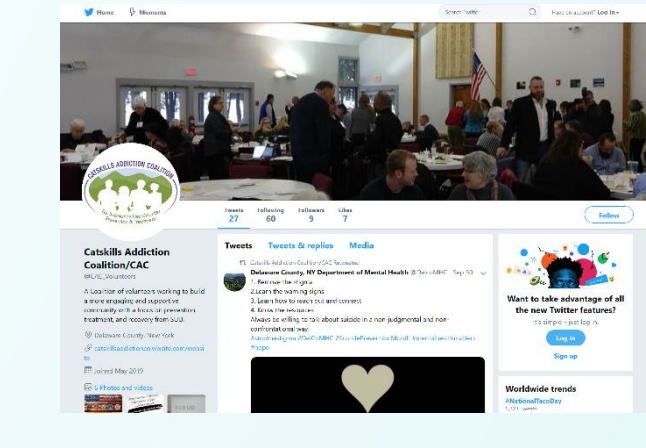 Home Moments
Search Twitter
Have an account? Log in
CATSKILLS ADDICTION COALITION
Tweets Following Followers Likes
27 60 9 7
Follow
Catskills Addiction
Coalition/CAC
@CAC_Volunteers
A Coalition of volunteers working to build
a more engaging and supportive
community with a focus on prevention,
treatment, and recovery from SUD.
Delaware County, New York
Joined May 2019
6 Photos and videos
Tweets Tweets & replies Media
Catskills Addiction Coalition/CAC Retweeted
Delaware County, NY Department of Mental Health @DelCoMHC Sep 30
1. Remove the stigma
2.Learn the warning signs
3. Learn how to reach out and connect
4. Know the resources
Always be willing to talk about suicide in a non-judgmental and non-
confrontational way.
#hope
Want to take advantage of all
the new Twitter features?
It's simple – just log in.
Log in
Sign up
Worldwide trends
#NationalTacoDay